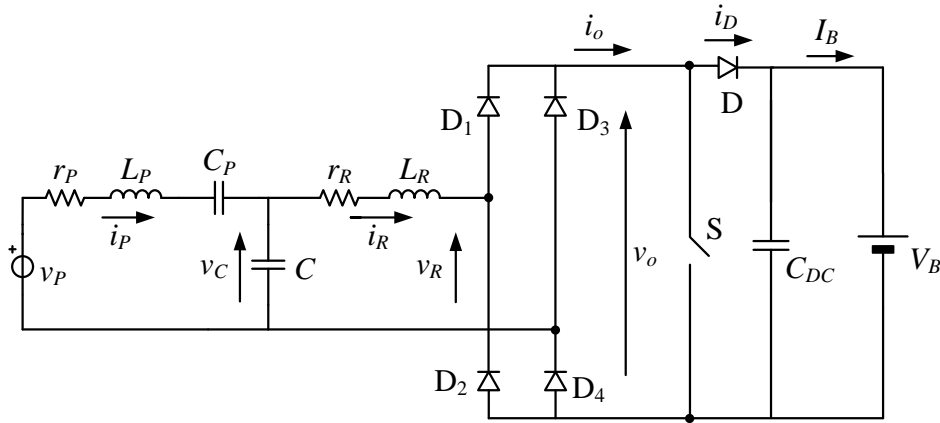 i_o
i_D
I_B
D
D_1
D_3
r_P
L_P
C_P
r_R
L_R
i_P
i_R
S
+
v_P
v_C
C
v_R
v_o
C_DC
V_B
D_2
D_4